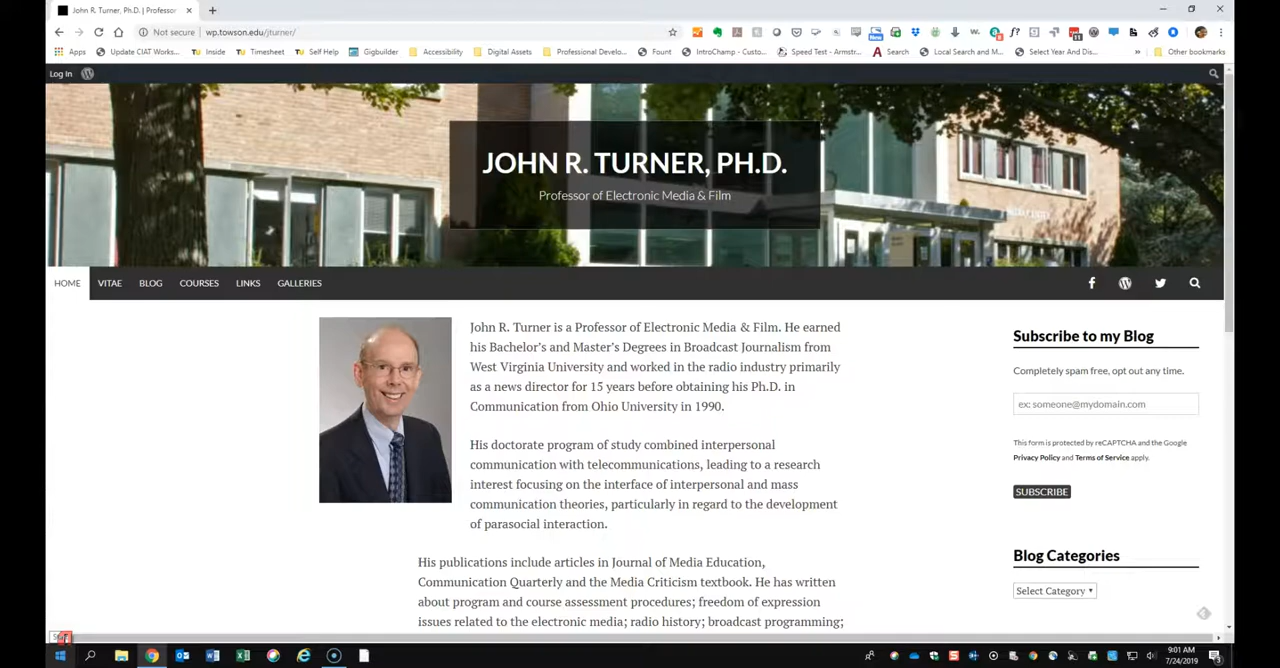 John R. Turner, Ph.D. | Professor
Not secure | wp.towson.edu/jturner/
Apps Update CIAT Works... Inside Timesheet Self Help Gigbuilder Accessibility Digital Assets Professional Develo... Fount IntroChamp - Custo... Speed Test - Armstr... Search Local Search and M... Select Year And Dis... » Other bookmarks
Log In
JOHN R. TURNER, PH.D.
Professor of Electronic Media & Film
HOME VITAE BLOG COURSES LINKS GALLERIES
John R. Turner is a Professor of Electronic Media & Film. He earned
his Bachelor's and Master's Degrees in Broadcast Journalism from
West Virginia University and worked in the radio industry primarily
as a news director for 15 years before obtaining his Ph.D. in
Communication from Ohio University in 1990.
His doctorate program of study combined interpersonal
communication with telecommunications, leading to a research
interest focusing on the interface of interpersonal and mass
communication theories, particularly in regard to the development
of parasocial interaction.
His publications include articles in Journal of Media Education,
Communication Quarterly and the Media Criticism textbook. He has written
about program and course assessment procedures; freedom of expression
issues related to the electronic media; radio history; broadcast programming;
Subscribe to my Blog
Completely spam free, opt out any time.
ex: someone@mydomain.com
This form is protected by reCAPTCHA and the Google
Privacy Policy and Terms of Service apply.
SUBSCRIBE
Blog Categories
Select Category
9:01 AM
7/24/2019